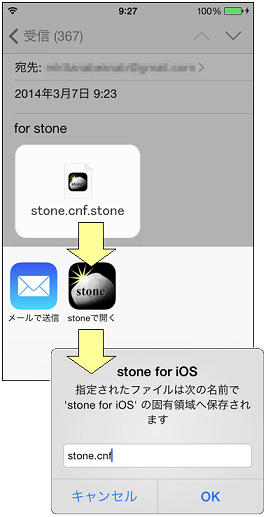 9:27
100%
受信 (367)
宛先:
2014年3月7日 9:23
for stone
stone.cnf.stone
stone
メールで送信
stoneで開く
stone for iOS
指定されたファイルは次の名前で
'stone for iOS' の固有領域へ保存されます
stone.cnf
キャンセル
OK